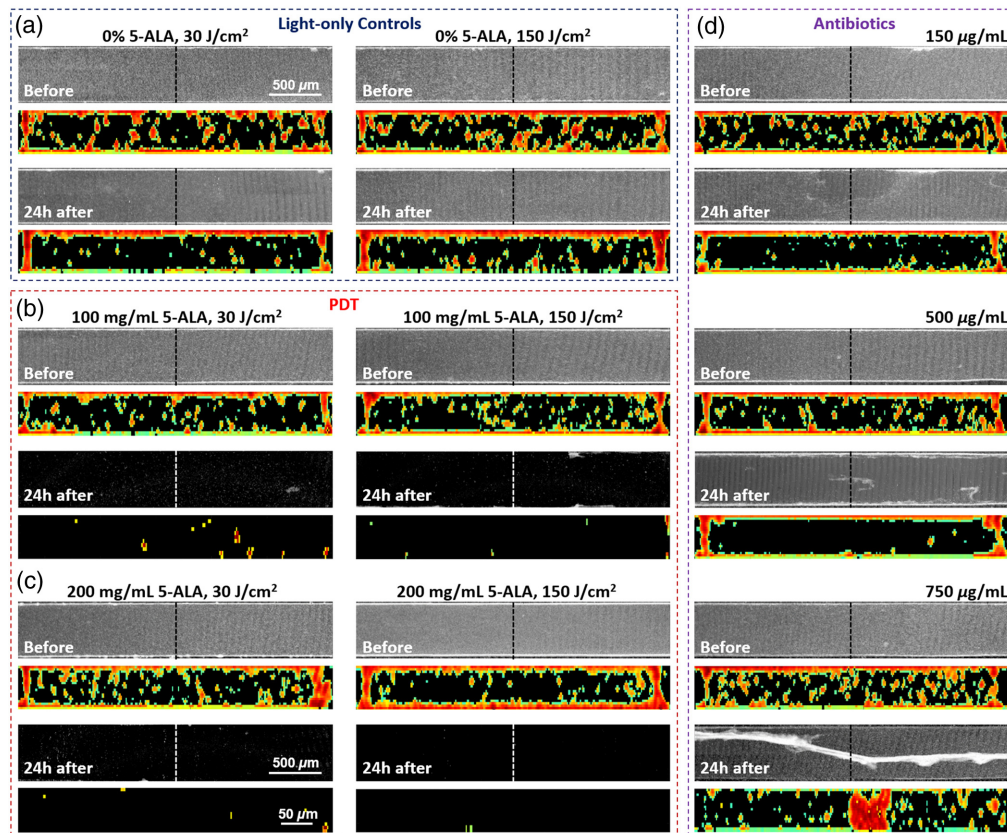 (a)
Light-only Controls
0% 5-ALA, 30 J/cm²
0% 5-ALA, 150 J/cm²
Before
500 µm
Before
24h after
24h after
(b)
PDT
100 mg/mL 5-ALA, 30 J/cm²
100 mg/mL 5-ALA, 150 J/cm²
Before
Before
24h after
24h after
(c)
200 mg/mL 5-ALA, 30 J/cm²
200 mg/mL 5-ALA, 150 J/cm²
Before
Before
24h after
500 µm
24h after
50 µm
(d)
Antibiotics
150 µg/mL
Before
24h after
500 µg/mL
Before
24h after
750 µg/mL
Before
24h after